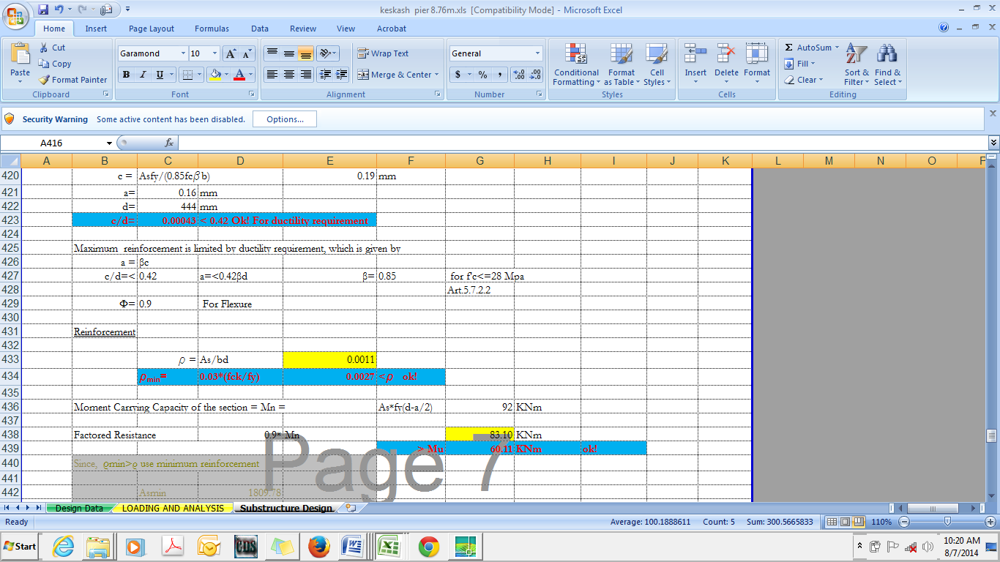 keskash pier 8.76m.xls [Compatibility Mode] - Microsoft Excel
Home Insert Page Layout Formulas Data Review View Acrobat
Paste
Cut
Copy
Format Painter
Clipboard
Garamond 10
B I U
Font
Wrap Text
Merge & Center
Alignment
General
$ % ,
Number
Conditional Formatting
Format as Table
Cell Styles
Styles
Insert Delete Format
Cells
Σ AutoSum
Fill
Clear
Sort & Filter
Find & Select
Editing
Security Warning Some active content has been disabled. Options...
A416 fx
A B C D E F G H I J K L M N O P
420 c = Asfy/(0.85fcβb) 0.19 mm
421 a= 0.16 mm
422 d= 444 mm
423 c/d= 0.00043 < 0.42 Ok! For ductility requirement
424
425 Maximum reinforcement is limited by ductility requirement, which is given by
426 a = βc
427 c/d=< 0.42 a=<0.42βd β= 0.85 for f'c<=28 Mpa
428 Art.5.7.2.2
429 Φ= 0.9 For Flexure
430
431 Reinforcement
432
433 ρ = As/bd 0.0011
434 ρmin= 0.03*(fck/fy) 0.0027 <ρ ok!
435
436 Moment Carrying Capacity of the section = Mn = As*fy(d-a/2) 92 KNm
437
438 Factored Resistance 0.9* Mn 83.10 KNm
439 > Mu 60.11 KNm ok!
440 Since, ϱmin>ϱ use minimum reinforcement
441
442 Asmin 1809.78
Page 7
Design Data LOADING AND ANALYSIS Substructure Design
Ready Average: 100.1888611 Count: 5 Sum: 300.5665833 110%
Start
CDS
10:20 AM
8/7/2014